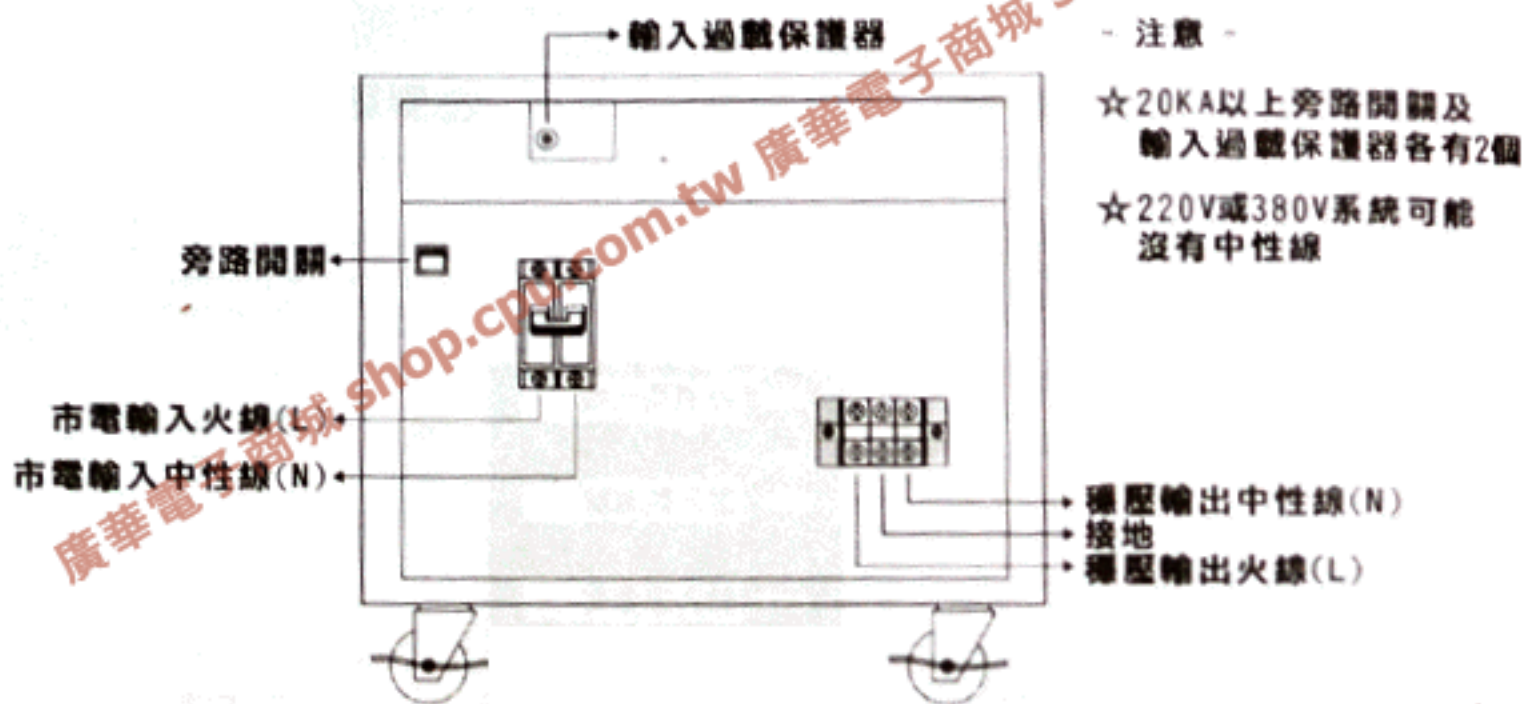 輸入過載保護器
- 注意 -
☆20KA以上旁路開關及
輸入過載保護器各有2個
☆220V或380V系統可能
沒有中性線
旁路開關
市電輸入火線(L)
市電輸入中性線(N)
穩壓輸出中性線(N)
接地
穩壓輸出火線(L)
廣華電子商城 shop.cpu.com.tw 廣華電子商城 s